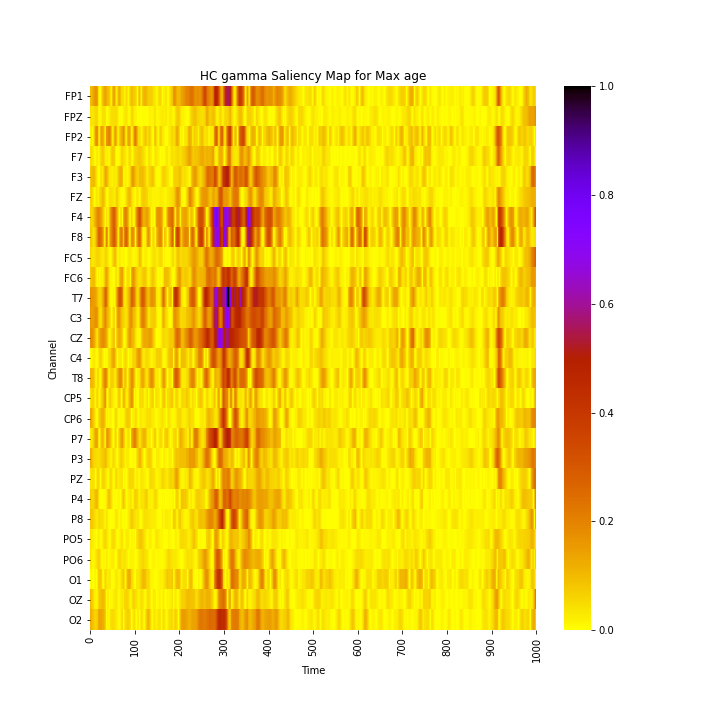 HC gamma Saliency Map for Max age
Channel
FP1
FPZ
FP2
F7
F3
FZ
F4
F8
FC5
FC6
T7
C3
CZ
C4
T8
CP5
CP6
P7
P3
PZ
P4
P8
PO5
PO6
O1
OZ
O2
0
100
200
300
400
500
600
700
800
900
1000
Time
1.0
0.8
0.6
0.4
0.2
0.0